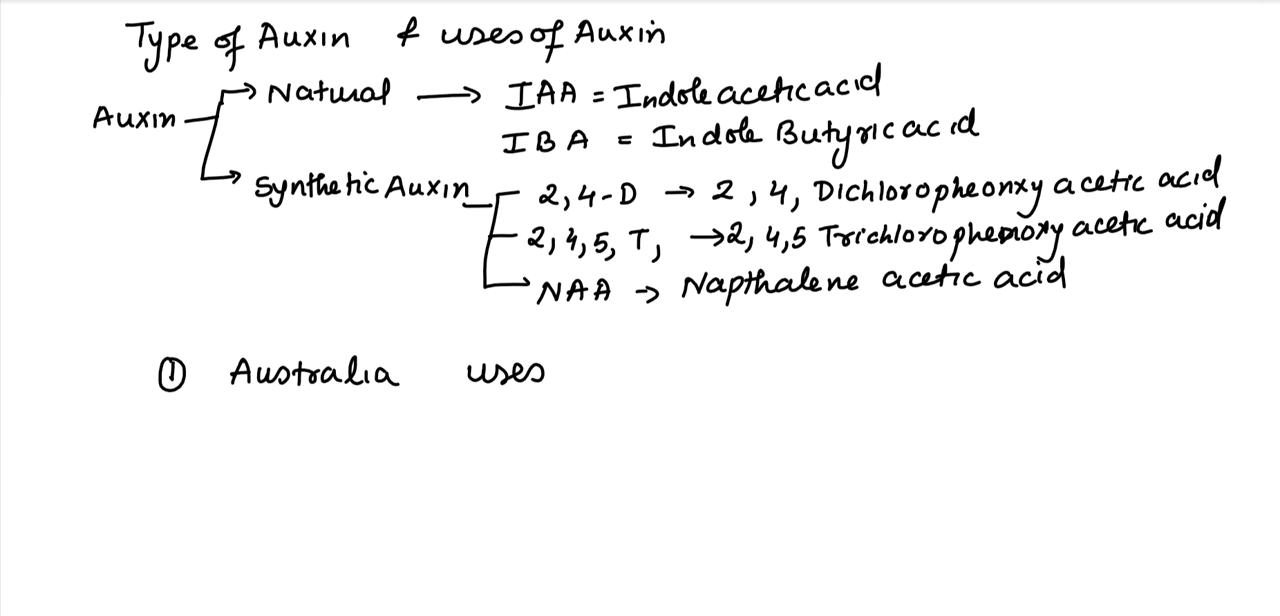 Type of Auxin & uses of Auxin
Natural → IAA = Indole acetic acid
Auxin
IBA = Indole Butyric acid
Synthetic Auxin 2,4-D → 2,4, Dichloropheonxy acetic acid
2,4,5, T, → 2,4,5 Trichlorophenoxy acetic acid
NAA → Napthalene acetic acid
① Australia uses